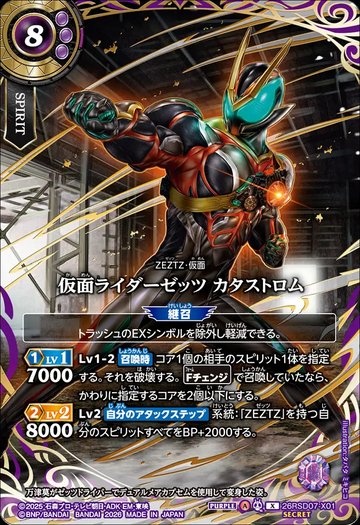 8
SPIRIT
ZEZTZ・仮面
仮面ライダーゼッツ カタストロム
継召
トラッシュのEXシンボルを除外し軽減できる。
1 LV1 7000
Lv1-2 召喚時 コア1個の相手のスピリット1体を指定
する。それを破壊する。Fチェンジで召喚していたなら、
かわりに指定するコアを2個以下にする。
2 LV2 8000
Lv2 自分のアタックステップ 系統:「ZEZTZ」を持つ自
分のスピリットすべてをBP+2000する。
万津莫がゼッツドライバーでデュアルメアカプセムを使用して変身した姿。
©2025 石森プロ・テレビ朝日・ADK EM・東映
©BNP/BANDAI BANDAI 2026 MADE IN JAPAN
PURPLE A X 26RSD07-X01
SECRET